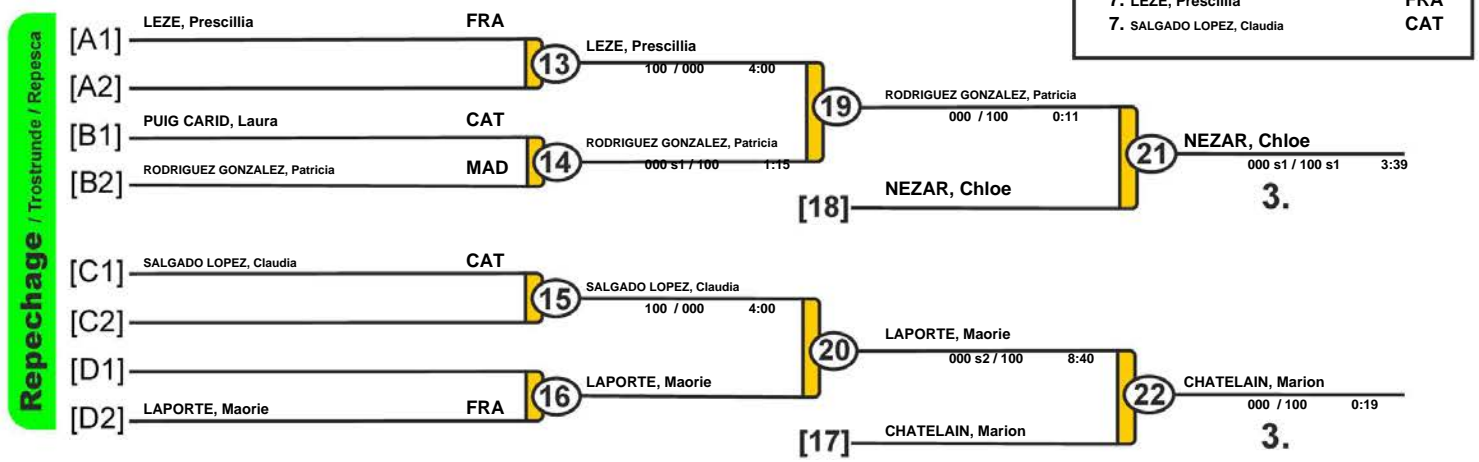 7. LEZE, Prescillia FRA
7. SALGADO LOPEZ, Claudia CAT
Repechage / Trostrunde / Repesca
[A1] LEZE, Prescillia FRA
[A2]
13 LEZE, Prescillia
100 / 000 4:00
[B1] PUIG CARID, Laura CAT
[B2] RODRIGUEZ GONZALEZ, Patricia MAD
14 RODRIGUEZ GONZALEZ, Patricia
000 s1 / 100 1:15
19 RODRIGUEZ GONZALEZ, Patricia
000 / 100 0:11
[18] NEZAR, Chloe
21 NEZAR, Chloe
000 s1 / 100 s1 3:39
3.
[C1] SALGADO LOPEZ, Claudia CAT
[C2]
15 SALGADO LOPEZ, Claudia
100 / 000 4:00
[D1]
[D2] LAPORTE, Maorie FRA
16 LAPORTE, Maorie
20 LAPORTE, Maorie
000 s2 / 100 8:40
[17] CHATELAIN, Marion
22 CHATELAIN, Marion
000 / 100 0:19
3.